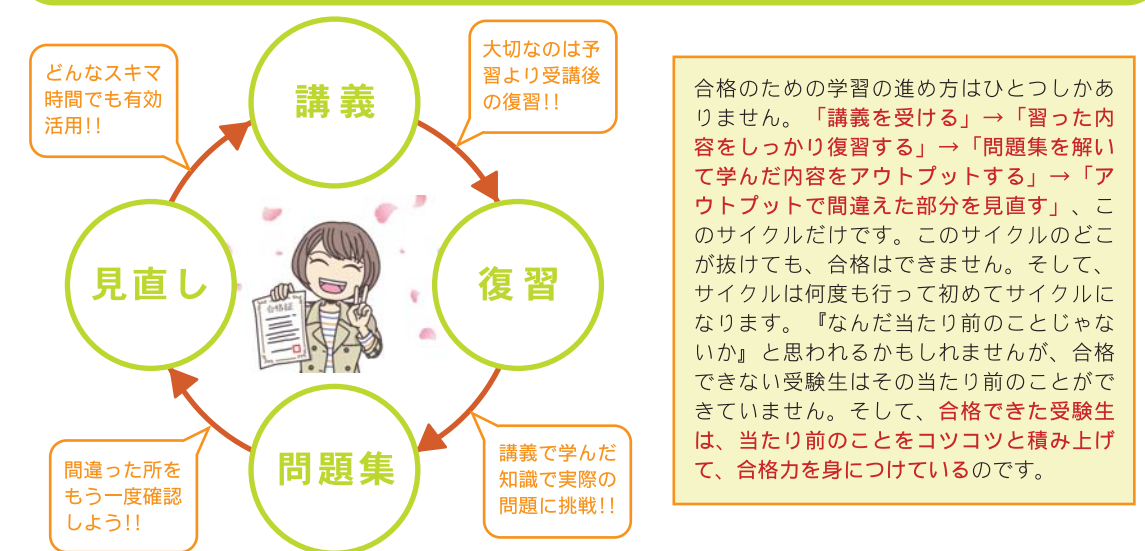 どんなスキマ
時間でも有効
活用!!
講義
大切なのは予
習より受講後
の復習!!
見直し
合格証
復習
間違った所を
もう一度確認
しよう!!
問題集
講義で学んだ
知識で実際の
問題に挑戦!!
合格のための学習の進め方はひとつしかあ
りません。「講義を受ける」→「習った内
容をしっかり復習する」→「問題集を解い
て学んだ内容をアウトプットする」→「ア
ウトプットで間違えた部分を見直す」、こ
のサイクルだけです。このサイクルのどこ
が抜けても、合格はできません。そして、
サイクルは何度も行って初めてサイクルに
なります。『なんだ当たり前のことじゃな
いか』と思われるかもしれませんが、合格
できない受験生はその当たり前のことがで
きていません。そして、合格できた受験生
は、当たり前のことをコツコツと積み上げ
て、合格力を身につけているのです。